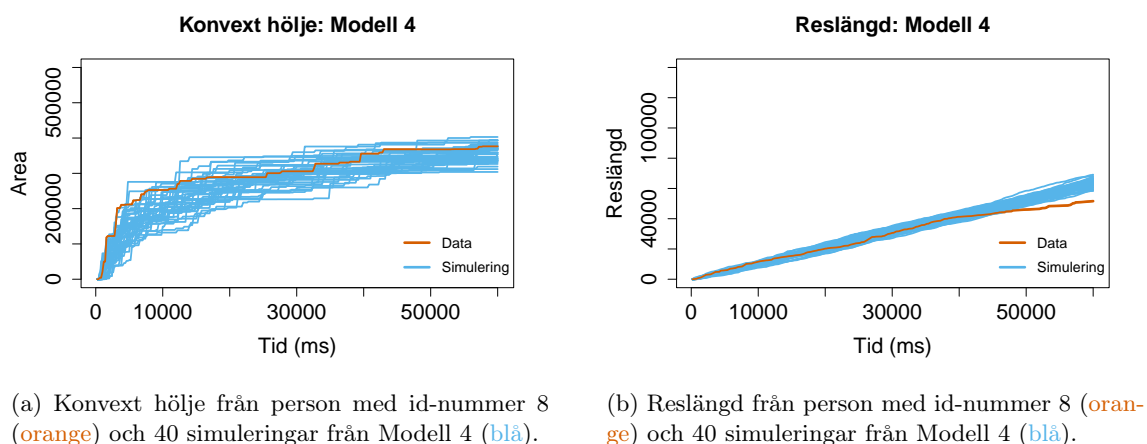 Konvext hölje: Modell 4
Area
0
200000
500000
Data
Simulering
0
10000
30000
50000
Tid (ms)
(a) Konvext hölje från person med id-nummer 8
(orange) och 40 simuleringar från Modell 4 (blå).
Reslängd: Modell 4
Reslängd
0
40000
100000
Data
Simulering
0
10000
30000
50000
Tid (ms)
(b) Reslängd från person med id-nummer 8 (oran-
ge) och 40 simuleringar från Modell 4 (blå).